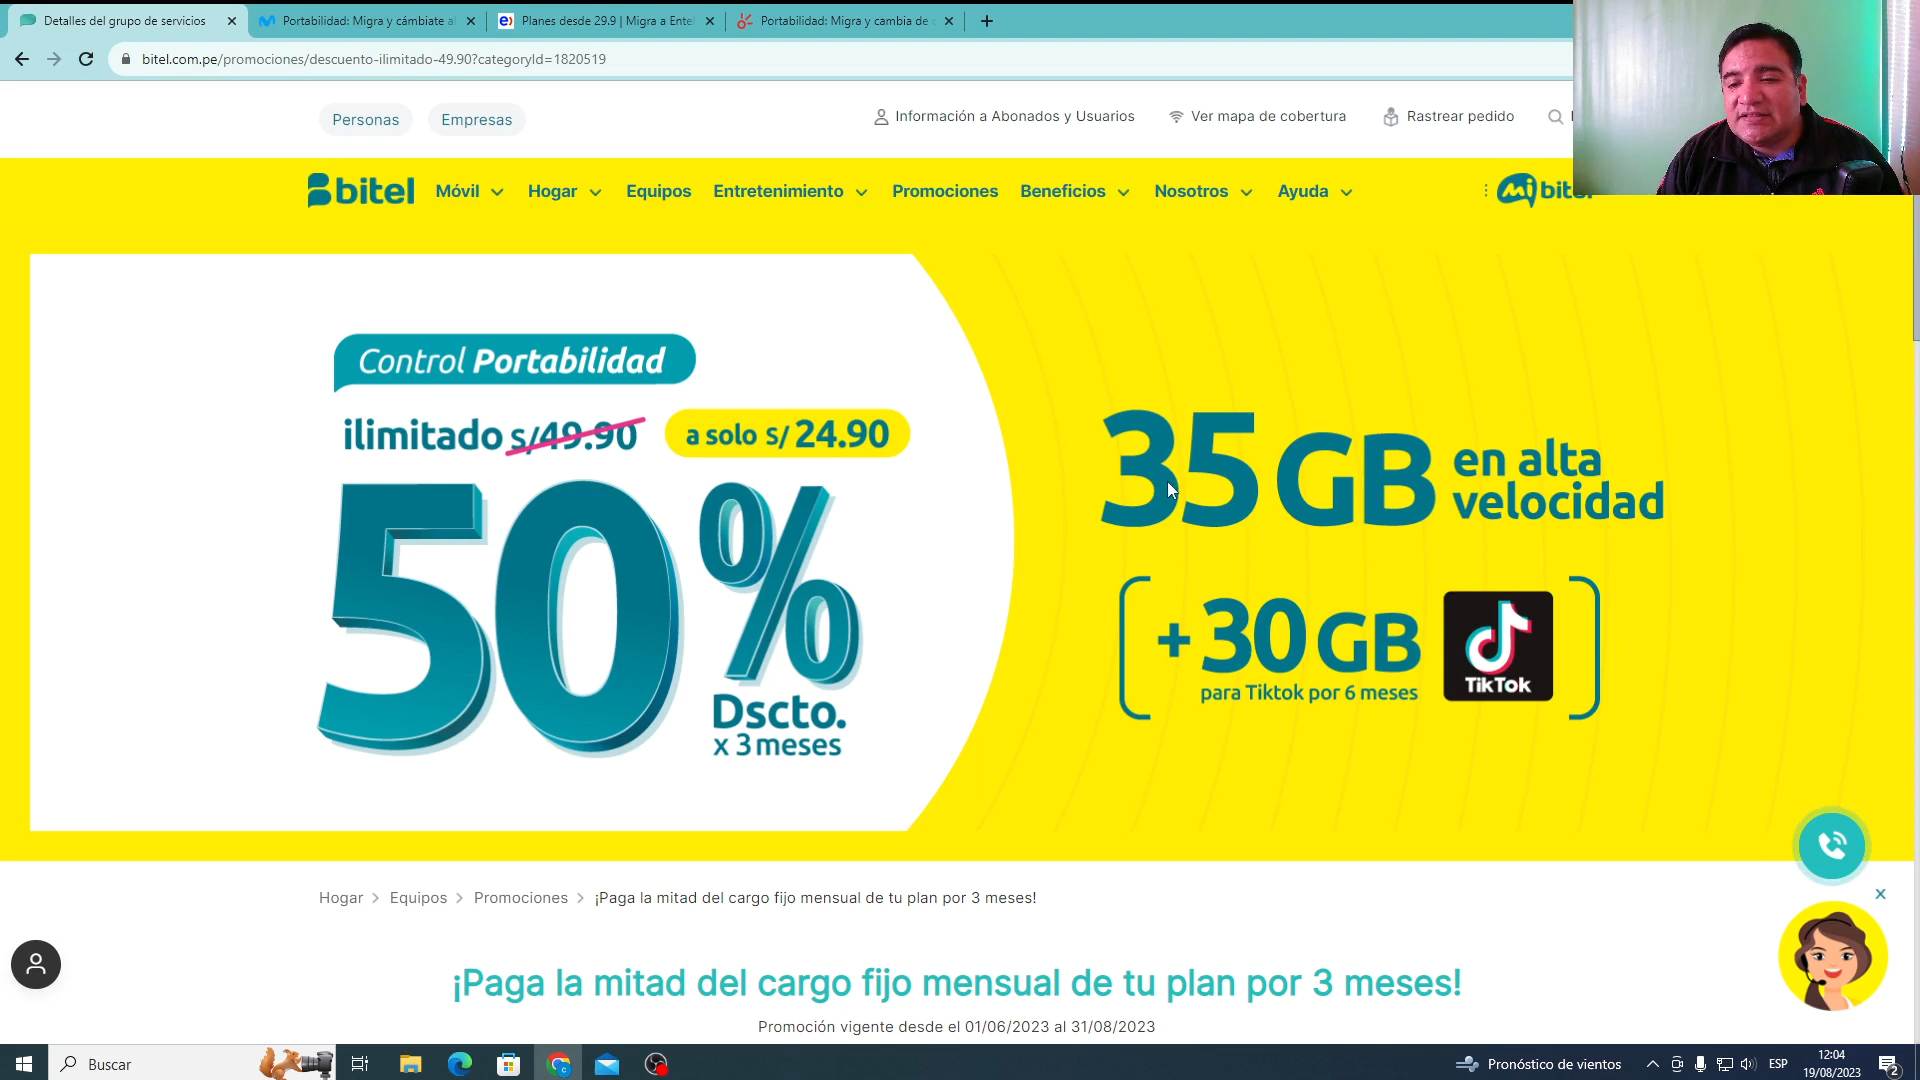 Detalles del grupo de servicios
Portabilidad: Migra y cámbiate al
Planes desde 29.9 | Migra a Entel
Portabilidad: Migra y cambia de
bitel.com.pe/promociones/descuento-ilimitado-49.90?categoryId=1820519
Personas
Empresas
Información a Abonados y Usuarios
Ver mapa de cobertura
Rastrear pedido
bitel
Móvil
Hogar
Equipos
Entretenimiento
Promociones
Beneficios
Nosotros
Ayuda
Mi bitel
Control Portabilidad
ilimitado s/49.90
a solo s/ 24.90
50%
Dscto.
x 3 meses
35 GB en alta
velocidad
+ 30 GB
para Tiktok por 6 meses
TikTok
Hogar > Equipos > Promociones > ¡Paga la mitad del cargo fijo mensual de tu plan por 3 meses!
¡Paga la mitad del cargo fijo mensual de tu plan por 3 meses!
Promoción vigente desde el 01/06/2023 al 31/08/2023
Buscar
Pronóstico de vientos
ESP
12:04
19/08/2023
2